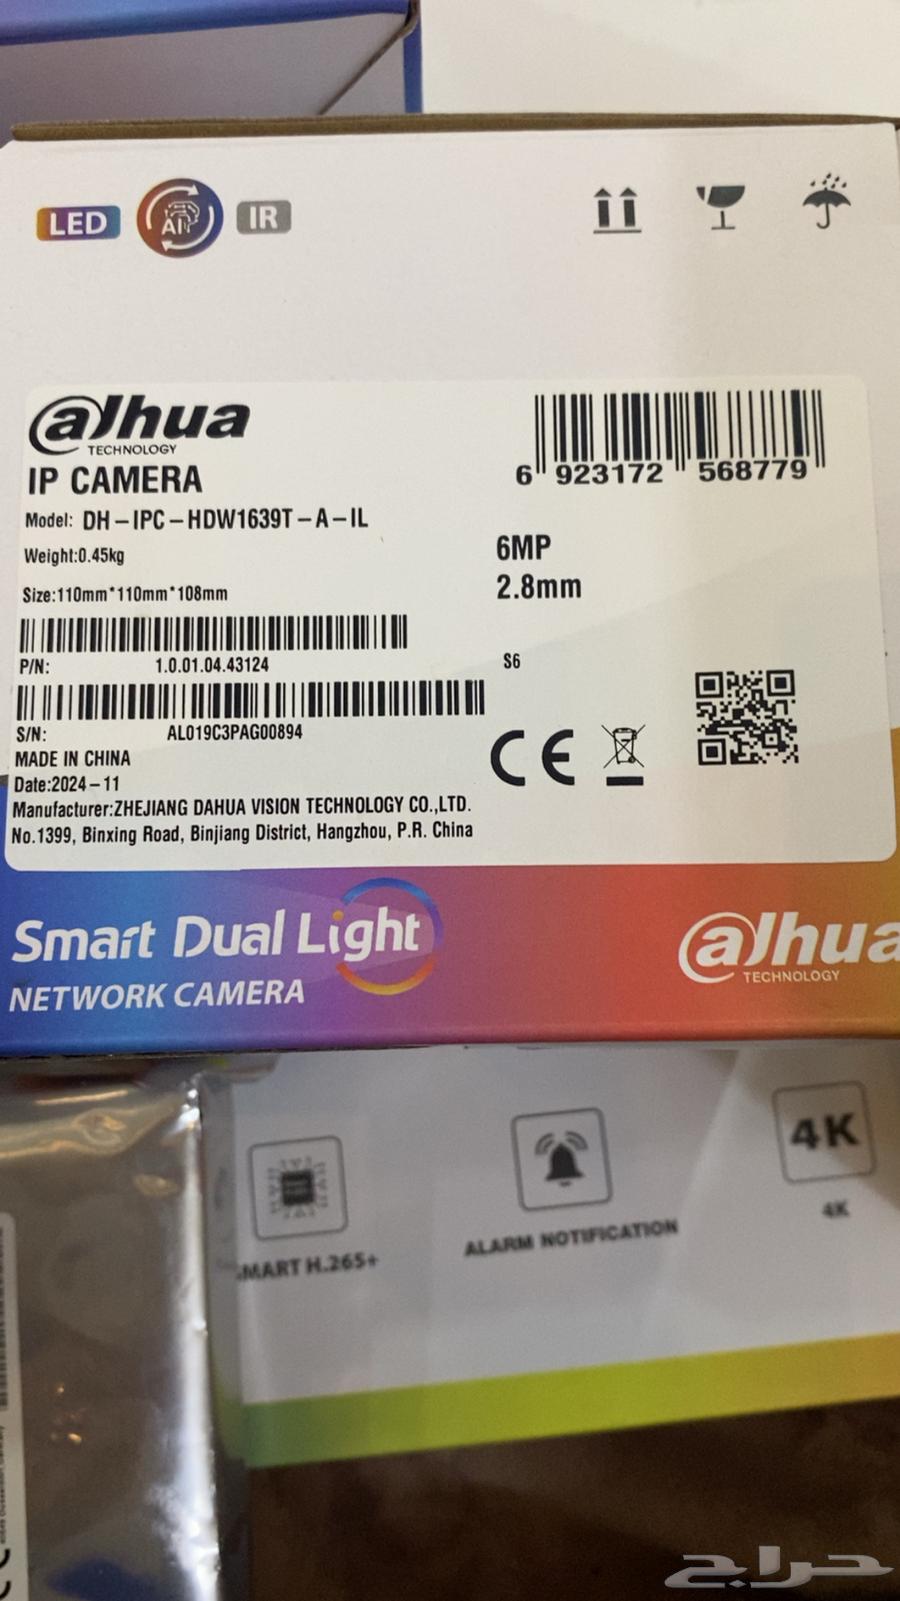 LED AI IR
alhua
TECHNOLOGY
IP CAMERA
Model: DH-IPC-HDW1639T-A-IL
Weight:0.45kg
Size:110mm*110mm*108mm
P/N: 1.0.01.04.43124
S/N: AL019C3PAG00894
MADE IN CHINA
Date:2024-11
Manufacturer:ZHEJIANG DAHUA VISION TECHNOLOGY CO.,LTD.
No.1399, Binxing Road, Binjiang District, Hangzhou, P.R. China
6 923172 568779
6MP
2.8mm
S6
CE
Smart Dual Light
NETWORK CAMERA
alhua
TECHNOLOGY
SMART H.265+
ALARM NOTIFICATION
4K
4K
حراج